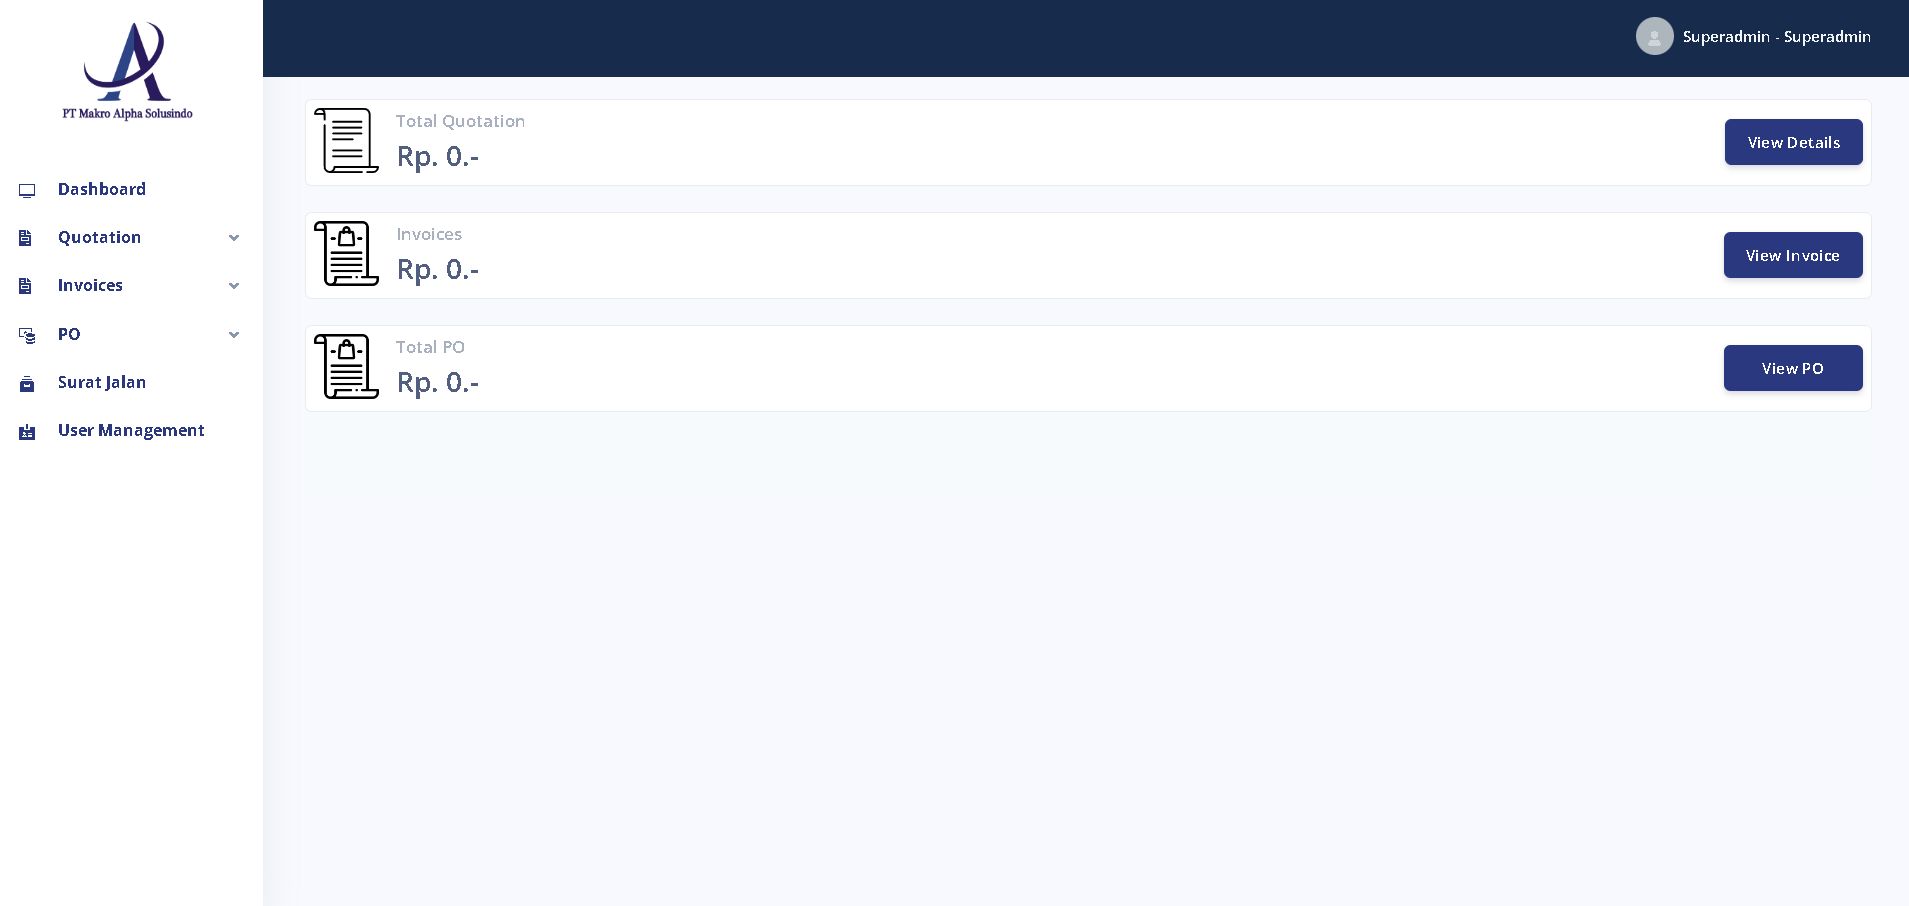 PT Makro Alpha Solusindo
Dashboard
Quotation
Invoices
PO
Surat Jalan
User Management
Superadmin - Superadmin
Total Quotation
Rp. 0.-
View Details
Invoices
Rp. 0.-
View Invoice
Total PO
Rp. 0.-
View PO